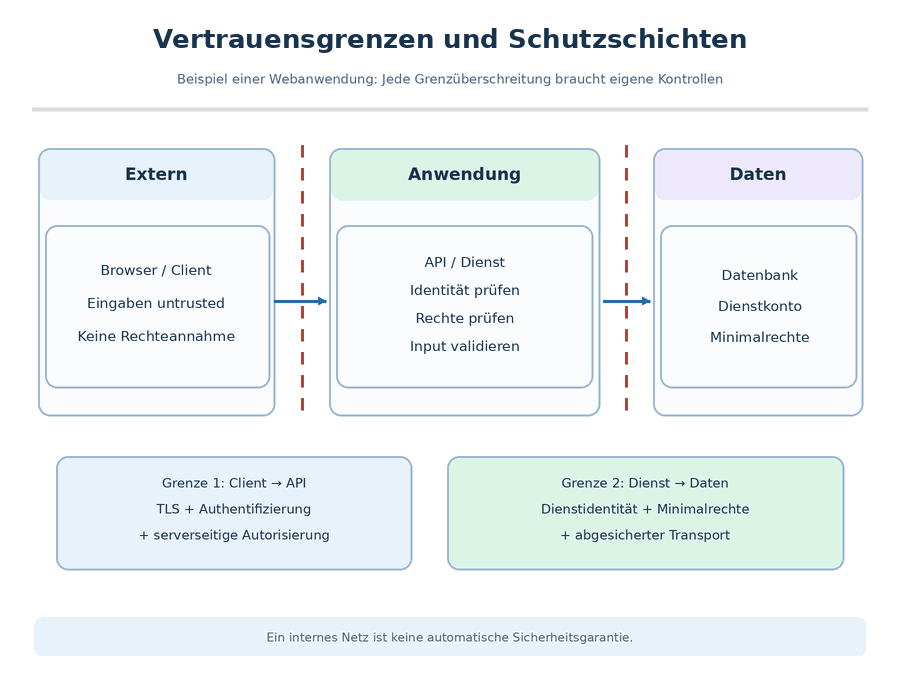 Vertrauensgrenzen und Schutzschichten
Beispiel einer Webanwendung: Jede Grenzüberschreitung braucht eigene Kontrollen
Extern
Browser / Client
Eingaben untrusted
Keine Rechteannahme
Anwendung
API / Dienst
Identität prüfen
Rechte prüfen
Input validieren
Daten
Datenbank
Dienstkonto
Minimalrechte
Grenze 1: Client → API
TLS + Authentifizierung
+ serverseitige Autorisierung
Grenze 2: Dienst → Daten
Dienstidentität + Minimalrechte
+ abgesicherter Transport
Ein internes Netz ist keine automatische Sicherheitsgarantie.